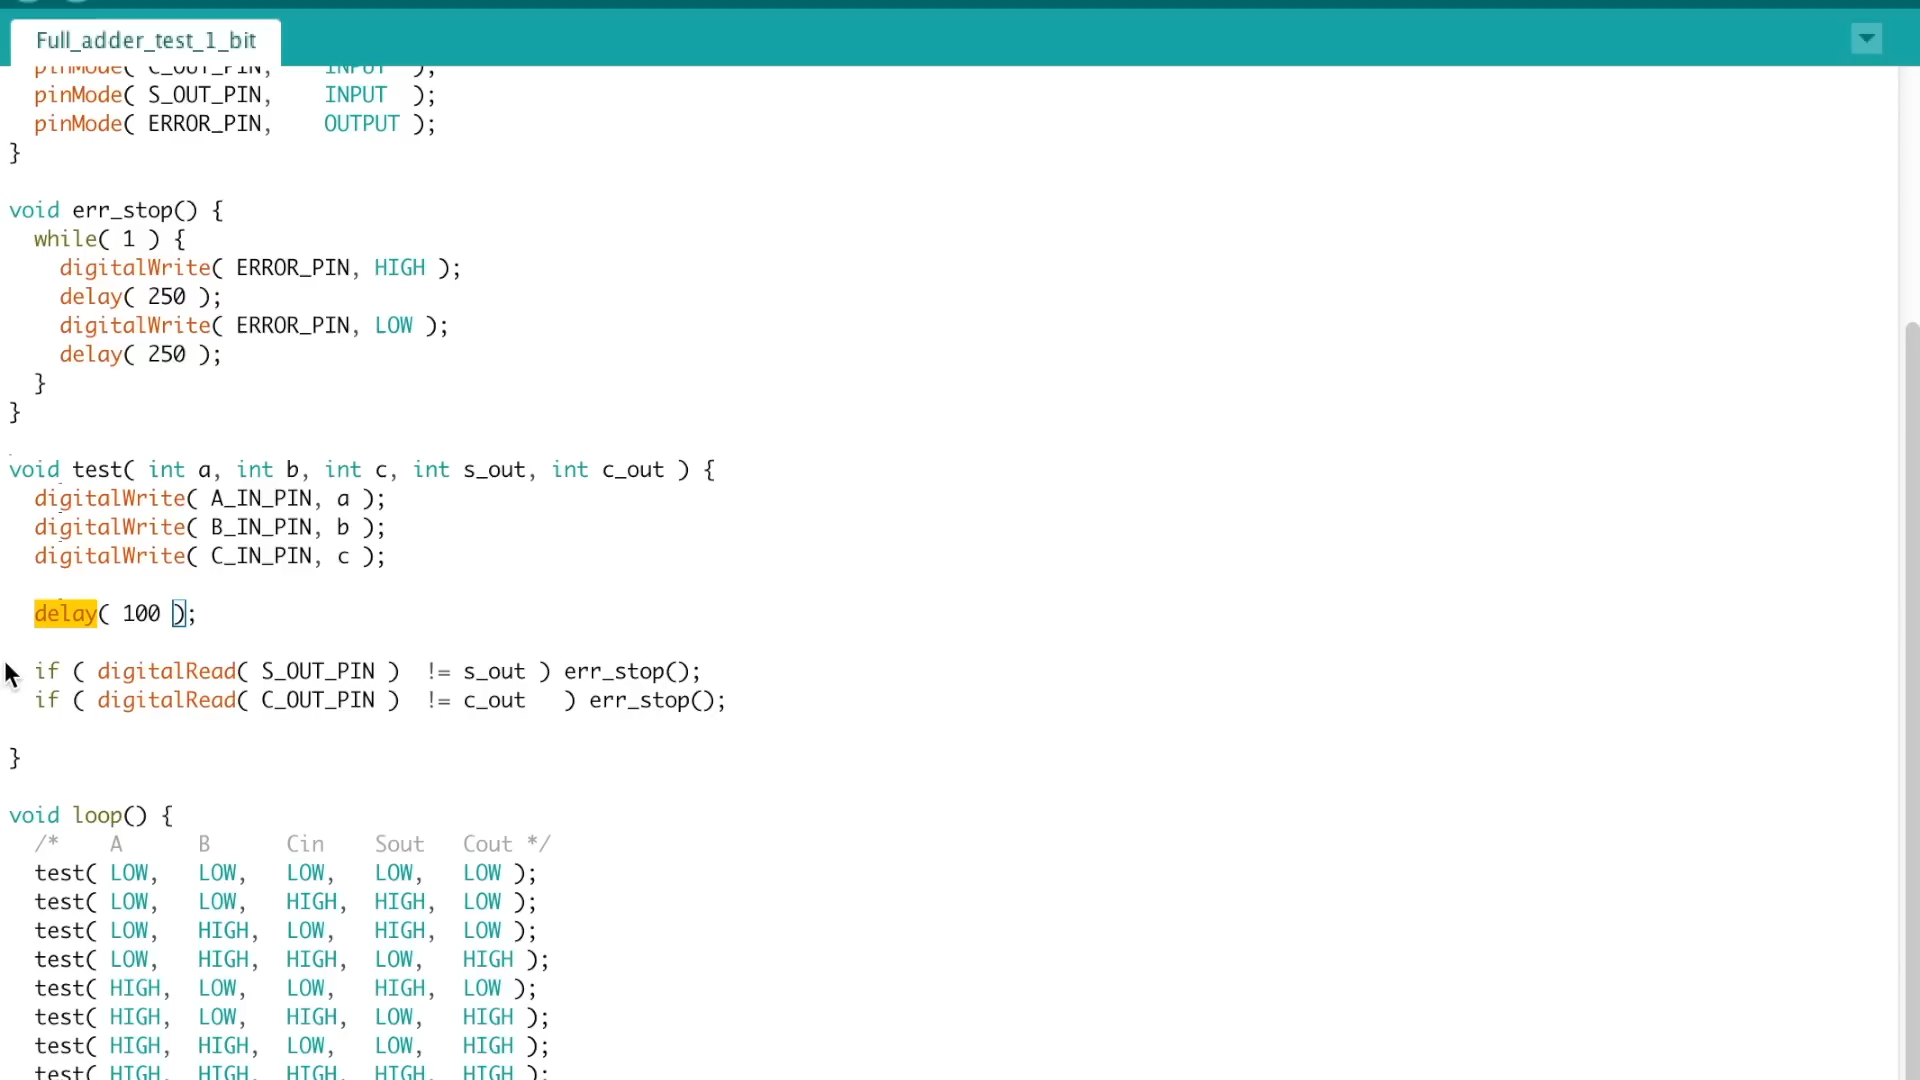 Full_adder_test_1_bit
pinMode( C_OUT_PIN,    INPUT  );
pinMode( S_OUT_PIN,    INPUT  );
pinMode( ERROR_PIN,    OUTPUT );
}
void err_stop() {
  while( 1 ) {
    digitalWrite( ERROR_PIN, HIGH );
    delay( 250 );
    digitalWrite( ERROR_PIN, LOW );
    delay( 250 );
  }
}
void test( int a, int b, int c, int s_out, int c_out ) {
  digitalWrite( A_IN_PIN, a );
  digitalWrite( B_IN_PIN, b );
  digitalWrite( C_IN_PIN, c );
  delay( 100 );
  if ( digitalRead( S_OUT_PIN )  != s_out ) err_stop();
  if ( digitalRead( C_OUT_PIN )  != c_out   ) err_stop();
}
void loop() {
  /*    A      B      Cin    Sout   Cout */
  test( LOW,   LOW,   LOW,   LOW,   LOW );
  test( LOW,   LOW,   HIGH,  HIGH,  LOW );
  test( LOW,   HIGH,  LOW,   HIGH,  LOW );
  test( LOW,   HIGH,  HIGH,  LOW,   HIGH );
  test( HIGH,  LOW,   LOW,   HIGH,  LOW );
  test( HIGH,  LOW,   HIGH,  LOW,   HIGH );
  test( HIGH,  HIGH,  LOW,   LOW,   HIGH );
  test( HIGH,  HIGH,  HIGH,  HIGH,  HIGH );